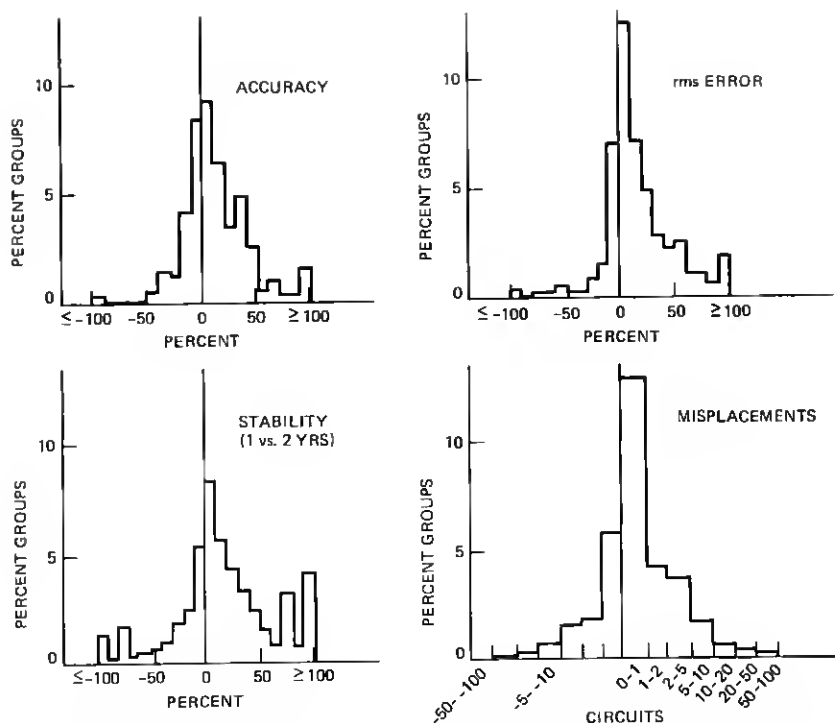 ACCURACY
PERCENT GROUPS
10
5
0
≤ -100 -50 0 50 ≥ 100
PERCENT
rms ERROR
PERCENT GROUPS
10
5
0
≤ -100 -50 0 50 ≥100
PERCENT
STABILITY
(1 vs. 2 YRS)
PERCENT GROUPS
10
5
0
≤-100 -50 0 50 ≥ 100
PERCENT
MISPLACEMENTS
PERCENT GROUPS
10
5
0
-50--100 -5--10 0-1 1-2 2-5 5-10 10-20 20-50 50-100
CIRCUITS